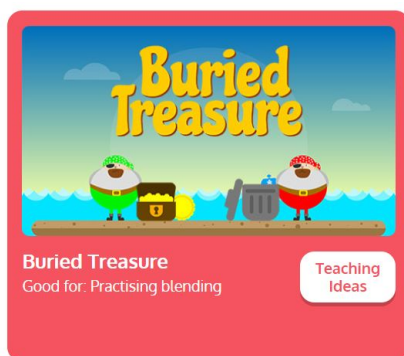 Buried
Treasure
Buried Treasure
Good for: Practising blending
Teaching
Ideas